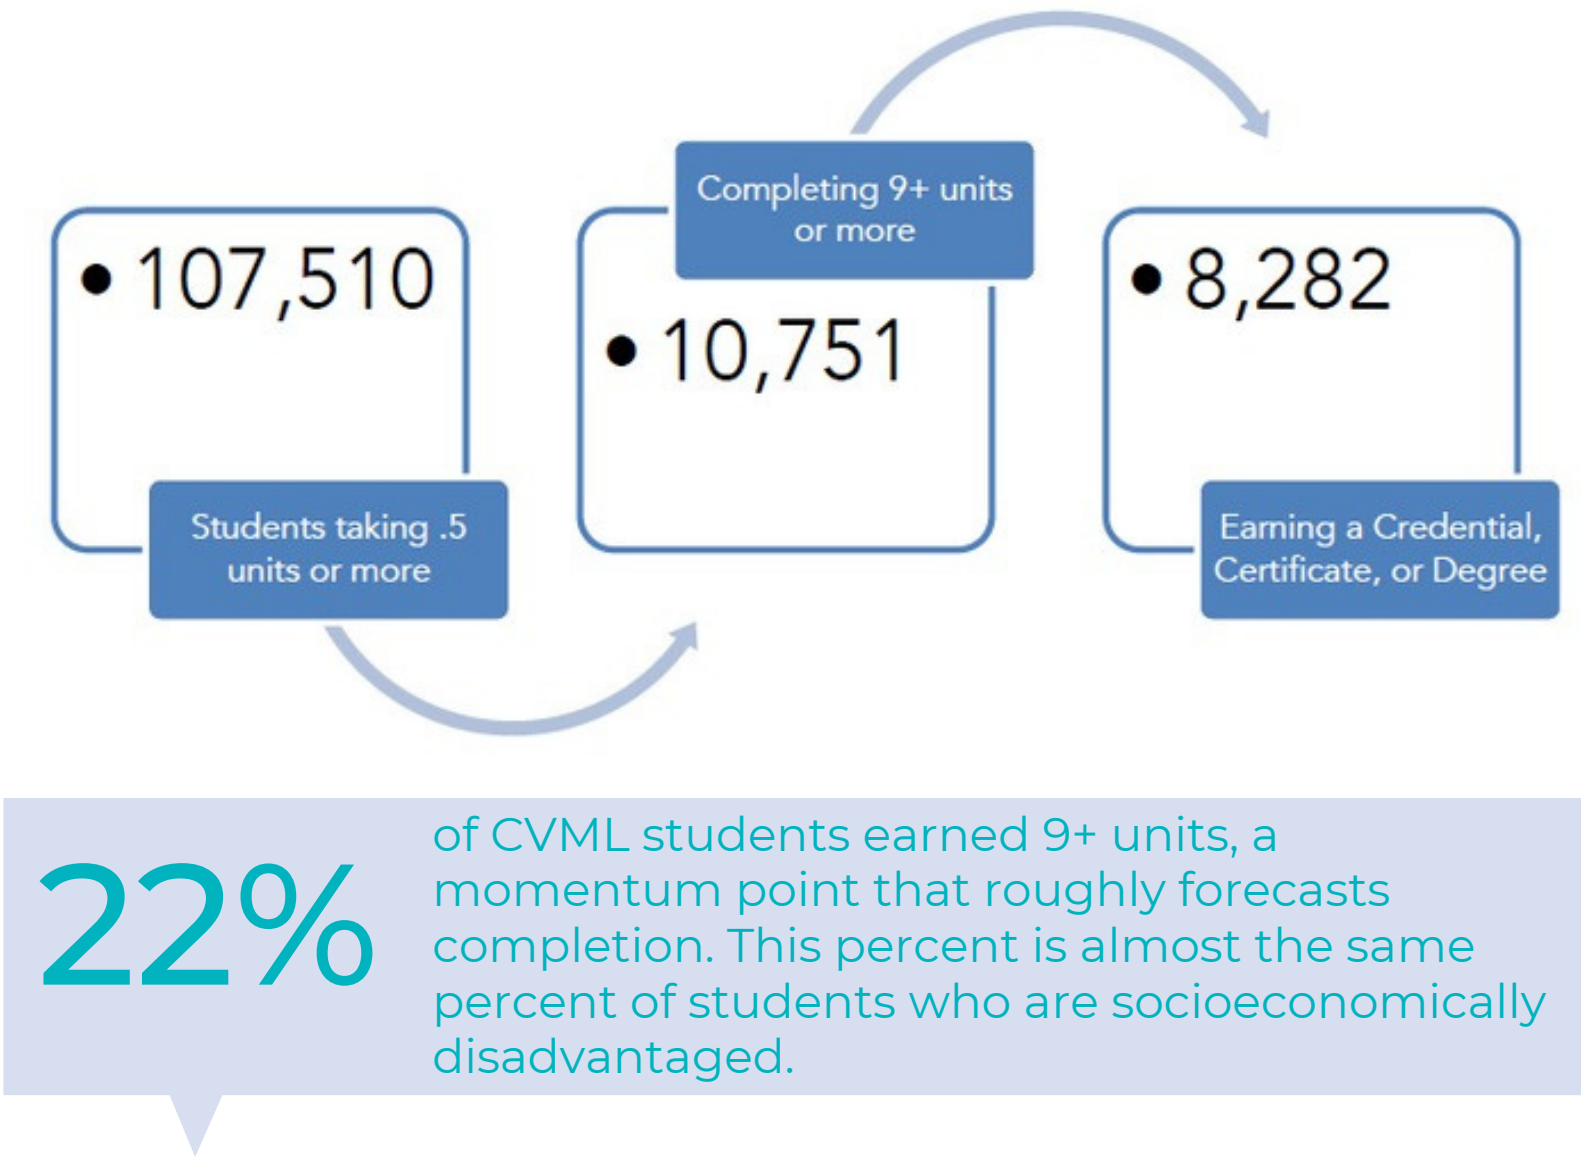 • 107,510
Students taking .5
units or more
Completing 9+ units
or more
• 10,751
• 8,282
Earning a Credential,
Certificate, or Degree
22%
of CVML students earned 9+ units, a
momentum point that roughly forecasts
completion. This percent is almost the same
percent of students who are socioeconomically
disadvantaged.